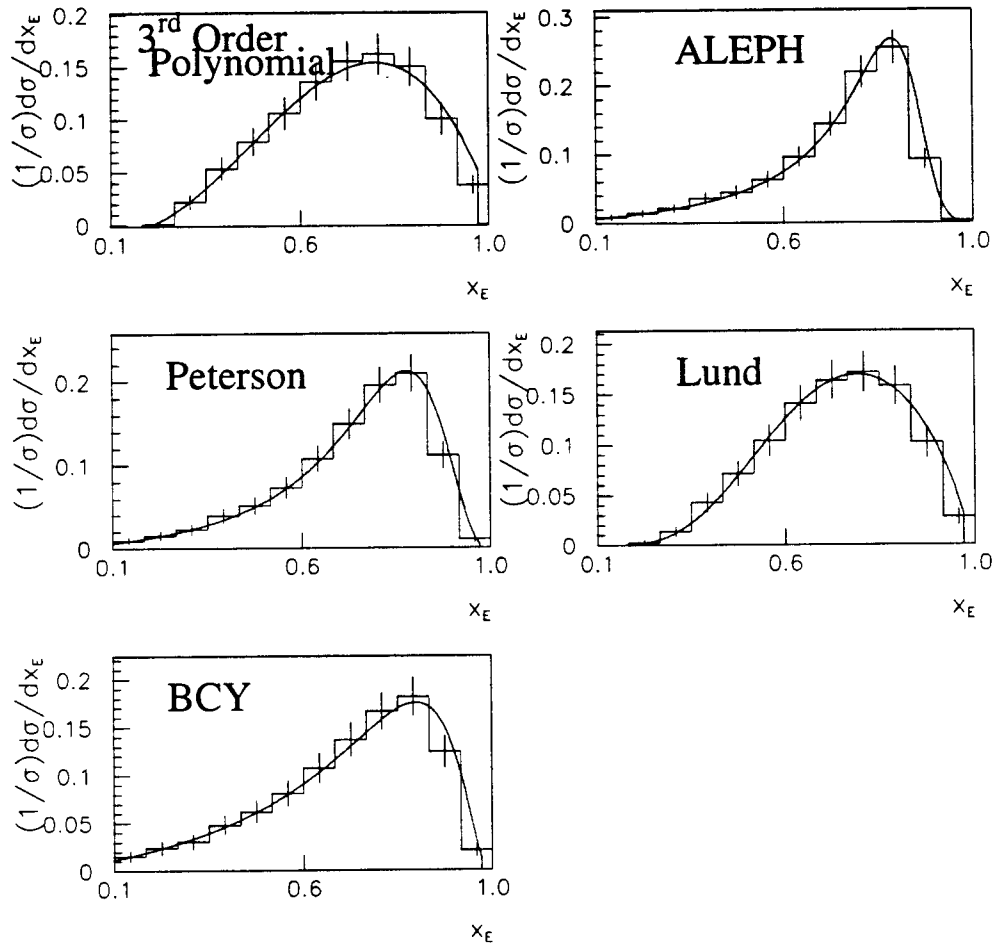 3rd Order
Polynomial
(1/σ)dσ/dxE
0.2
0.15
0.1
0.05
0
0.1
0.6
1.0
xE
ALEPH
(1/σ)dσ/dxE
0.3
0.2
0.1
0
0.1
0.6
1.0
xE
Peterson
(1/σ)dσ/dxE
0.2
0.1
0
0.1
0.6
1.0
xE
Lund
(1/σ)dσ/dxE
0.2
0.15
0.1
0.05
0
0.1
0.6
1.0
xE
BCY
(1/σ)dσ/dxE
0.2
0.15
0.1
0.05
0
0.1
0.6
1.0
xE